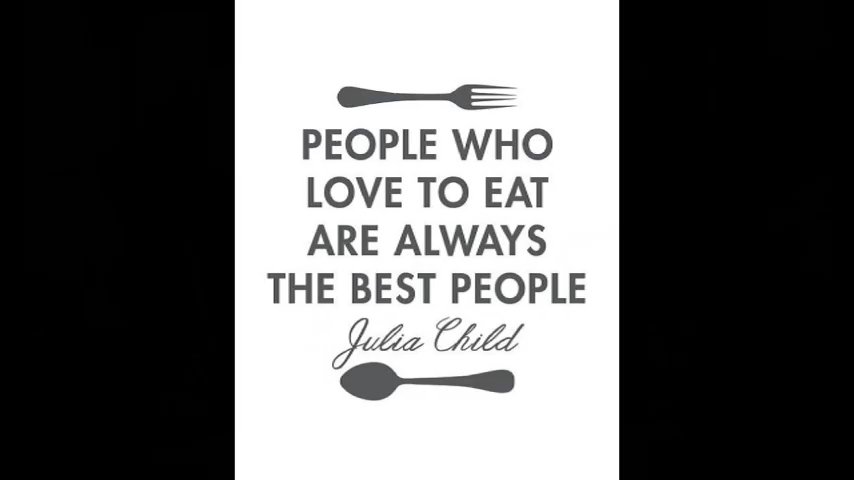 PEOPLE WHO
LOVE TO EAT
ARE ALWAYS
THE BEST PEOPLE
Julia Child